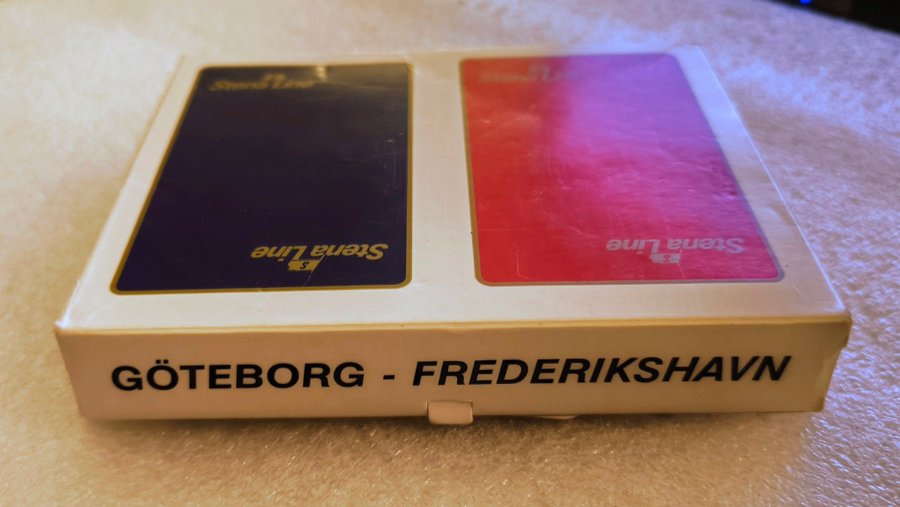 Stena Line
Stena Line
Stena Line
S
Stena Line
S
GÖTEBORG - FREDERIKSHAVN